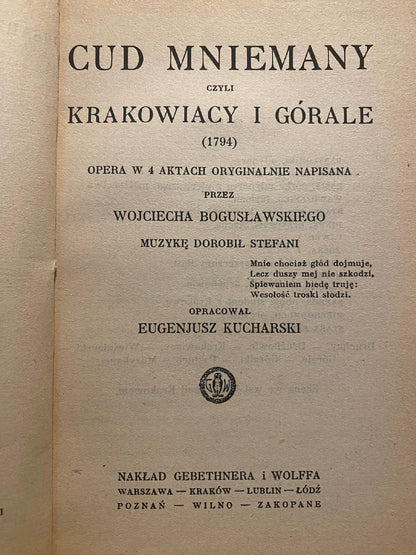 CUD MNIEMANY
CZYLI
KRAKOWIACY I GÓRALE
(1794)
OPERA W 4 AKTACH ORYGINALNIE NAPISANA
PRZEZ
WOJCIECHA BOGUSŁAWSKIEGO
MUZYKĘ DOROBIŁ STEFANI
Mnie chociaż głód dojmuje,
Lecz duszy mej nie szkodzi,
Śpiewaniem biedę truję:
Wesołość troski słodzi.
OPRACOWAŁ
EUGENJUSZ KUCHARSKI
NAKŁAD GEBETHNERA i WOLFFA
WARSZAWA — KRAKÓW — LUBLIN — ŁÓDŹ
POZNAŃ — WILNO — ZAKOPANE